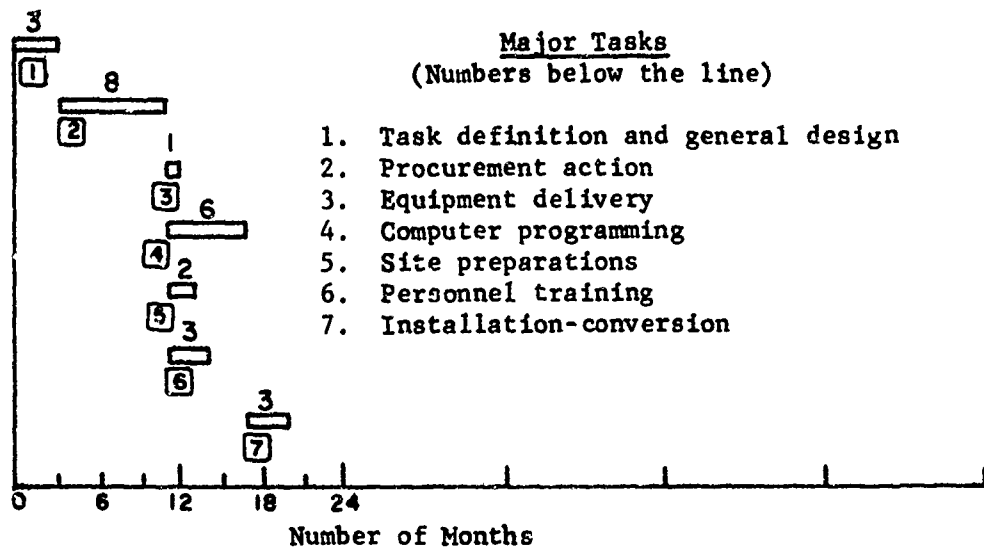 3
Major Tasks
(Numbers below the line)
1
8
2
1. Task definition and general design
1
2. Procurement action
3
3. Equipment delivery
6
4. Computer programming
4
5. Site preparations
2
6. Personnel training
5
7. Installation-conversion
3
6
3
7
0 6 12 18 24
Number of Months